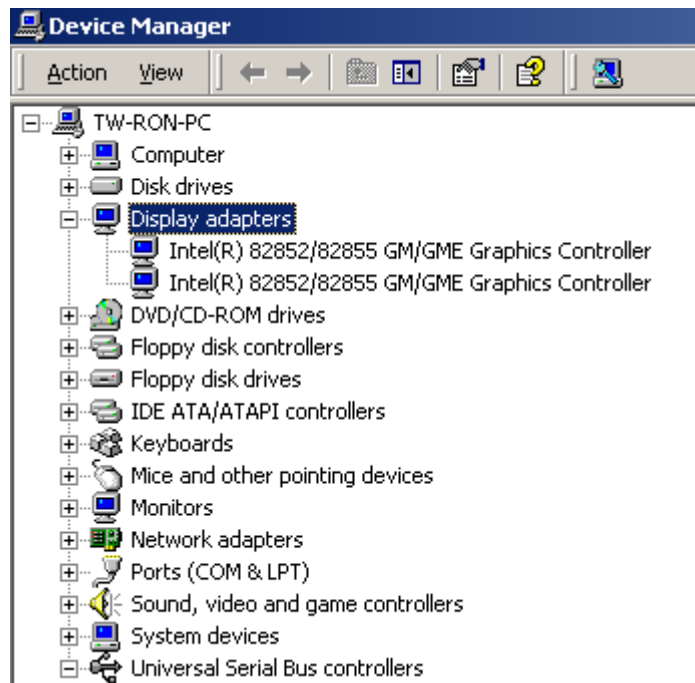 Device Manager
Action View
TW-RON-PC
Computer
Disk drives
Display adapters
Intel(R) 82852/82855 GM/GME Graphics Controller
Intel(R) 82852/82855 GM/GME Graphics Controller
DVD/CD-ROM drives
Floppy disk controllers
Floppy disk drives
IDE ATA/ATAPI controllers
Keyboards
Mice and other pointing devices
Monitors
Network adapters
Ports (COM & LPT)
Sound, video and game controllers
System devices
Universal Serial Bus controllers